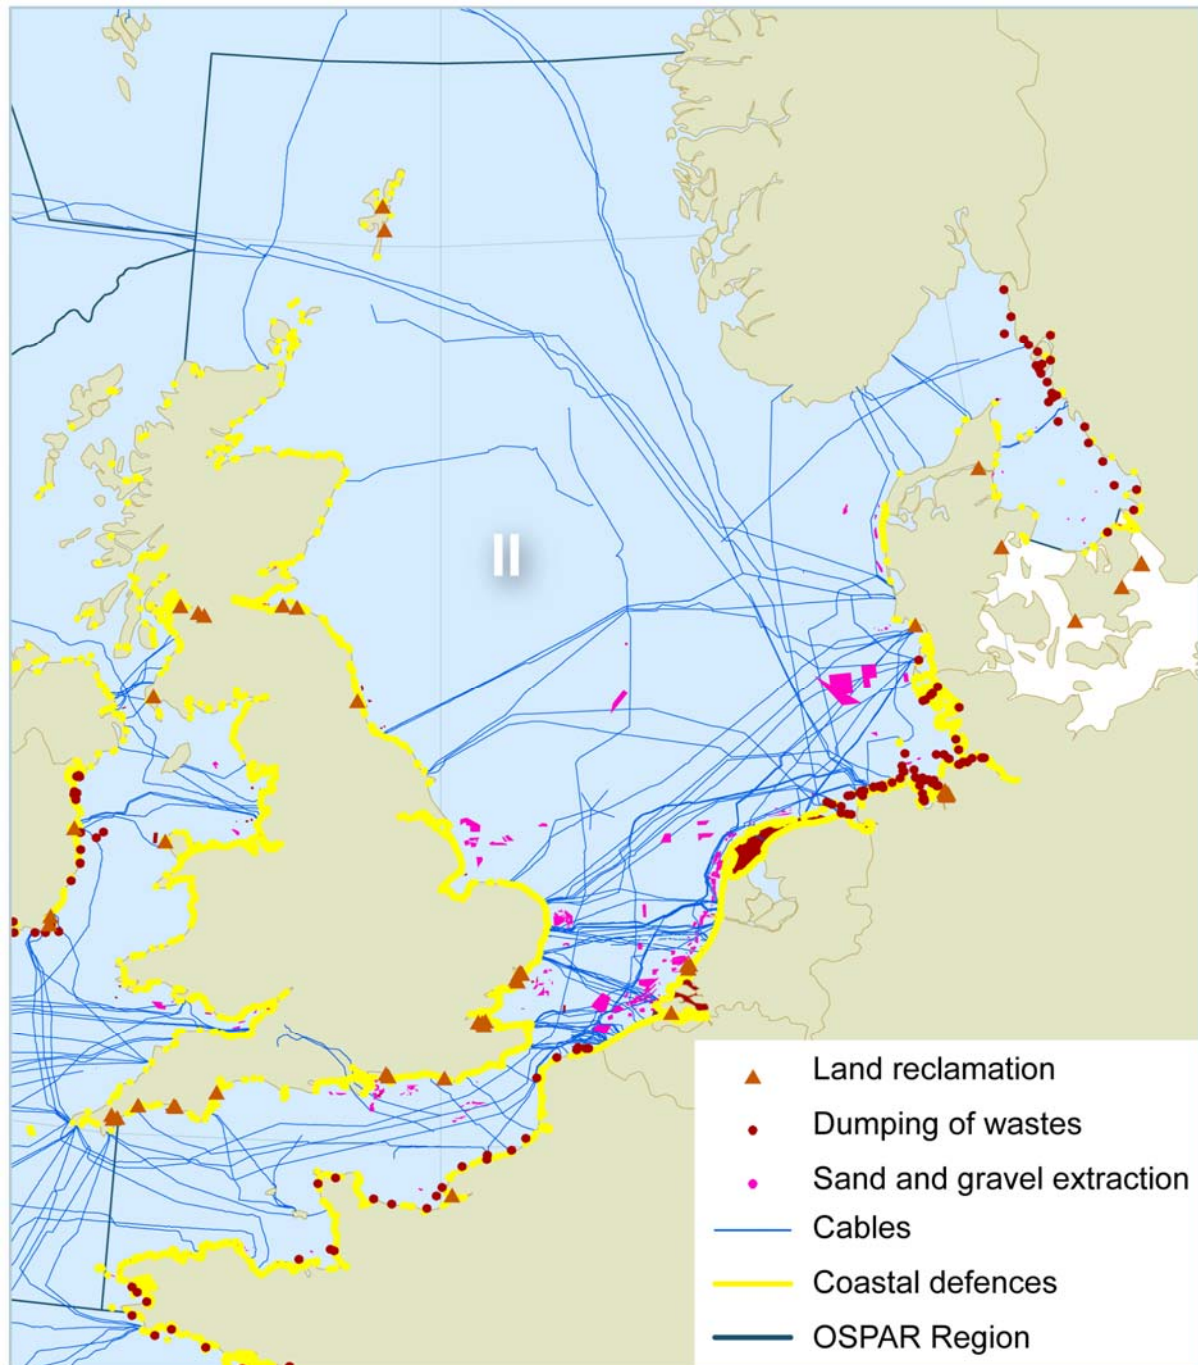 II
Land reclamation
Dumping of wastes
Sand and gravel extraction
Cables
Coastal defences
OSPAR Region